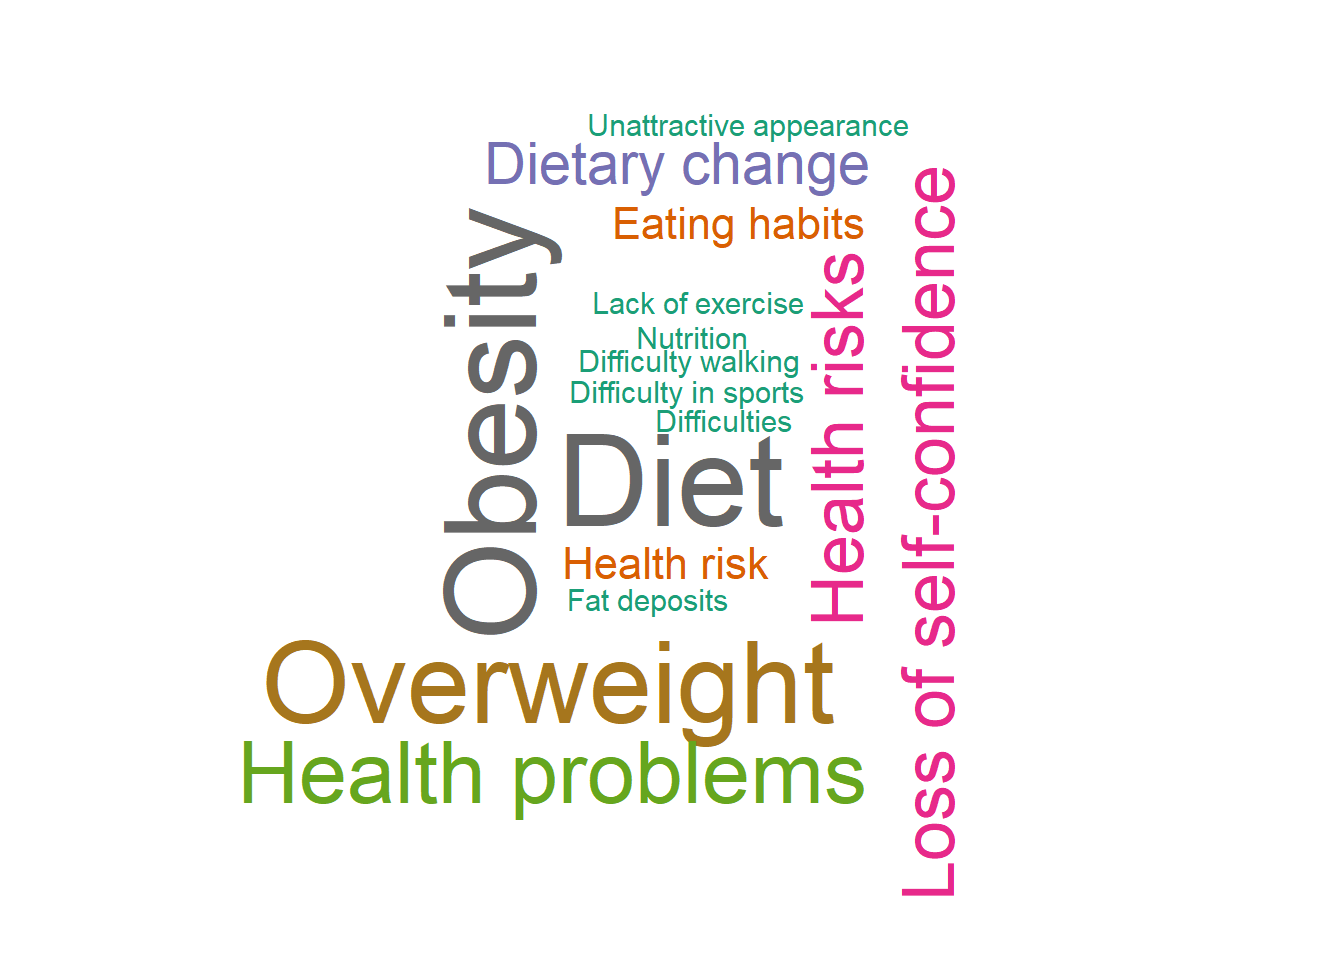 Unattractive appearance
Dietary change
Eating habits
Obesity
Lack of exercise
Nutrition
Difficulty walking
Difficulty in sports
Difficulties
Diet
Health risks
Loss of self-confidence
Health risk
Fat deposits
Overweight
Health problems